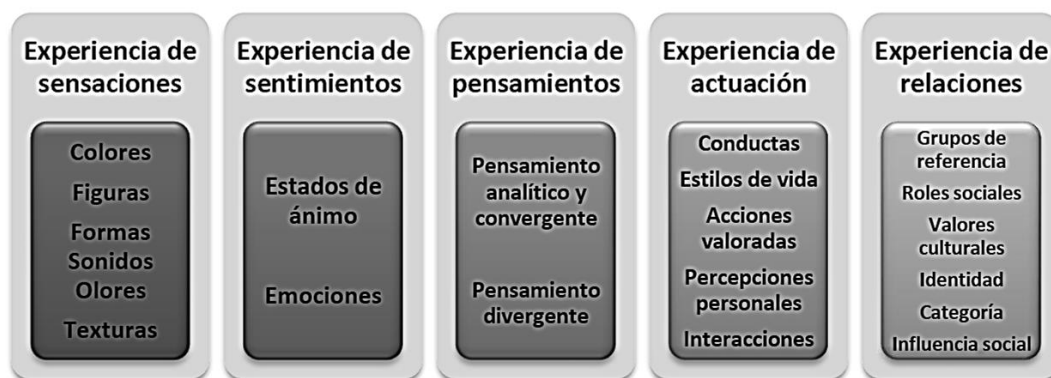 Experiencia de
sensaciones
Colores
Figuras
Formas
Sonidos
Olores
Texturas
Experiencia de
sentimientos
Estados de
ánimo
Emociones
Experiencia de
pensamientos
Pensamiento
analítico y
convergente
Pensamiento
divergente
Experiencia de
actuación
Conductas
Estilos de vida
Acciones
valoradas
Percepciones
personales
Interacciones
Experiencia de
relaciones
Grupos de
referencia
Roles sociales
Valores
culturales
Identidad
Categoría
Influencia social